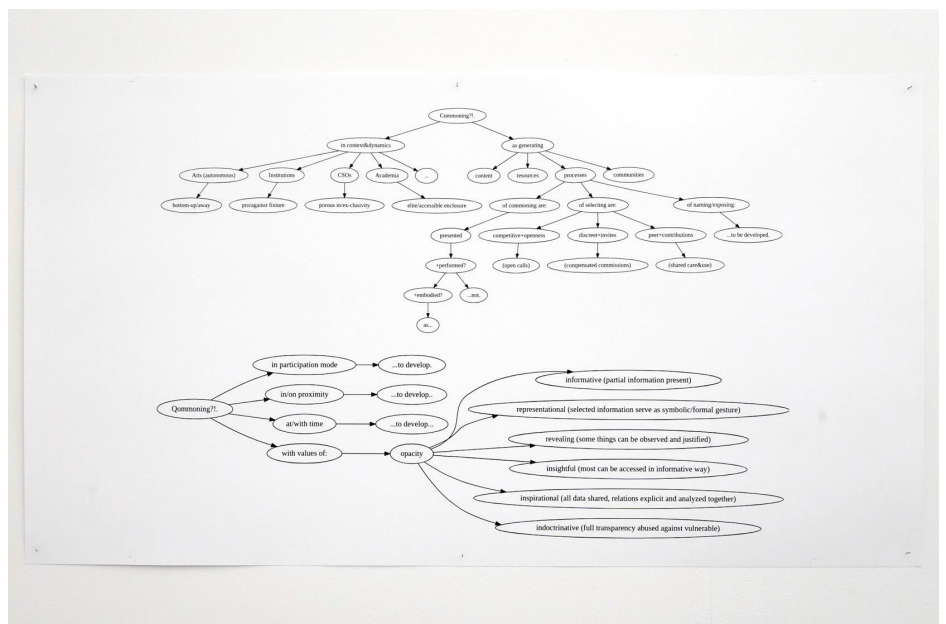 Commoning?!.
in context&dynamics
as generating
Arts (autonomous)
Institutions
CSOs
Academia
...
content
resources
processes
communities
bottom-up/away
pro/against fixture
porous in/ex-clusivity
elite/accessible enclosure
of commoning are:
of selecting are:
of naming/exposing:
presented
competitive+openness
discreet+invites
peer+contributions
...to be developed.
+performed?
(open calls)
(compensated commissions)
(shared care&use)
+embodied?
...not.
as...
Qommoning?!.
in participation mode
...to develop.
in/on proximity
...to develop..
at/with time
...to develop...
with values of:
opacity
informative (partial information present)
representational (selected information serve as symbolic/formal gesture)
revealing (some things can be observed and justified)
insightful (most can be accessed in informative way)
inspirational (all data shared, relations explicit and analyzed together)
indoctrinative (full transparency abused against vulnerable)